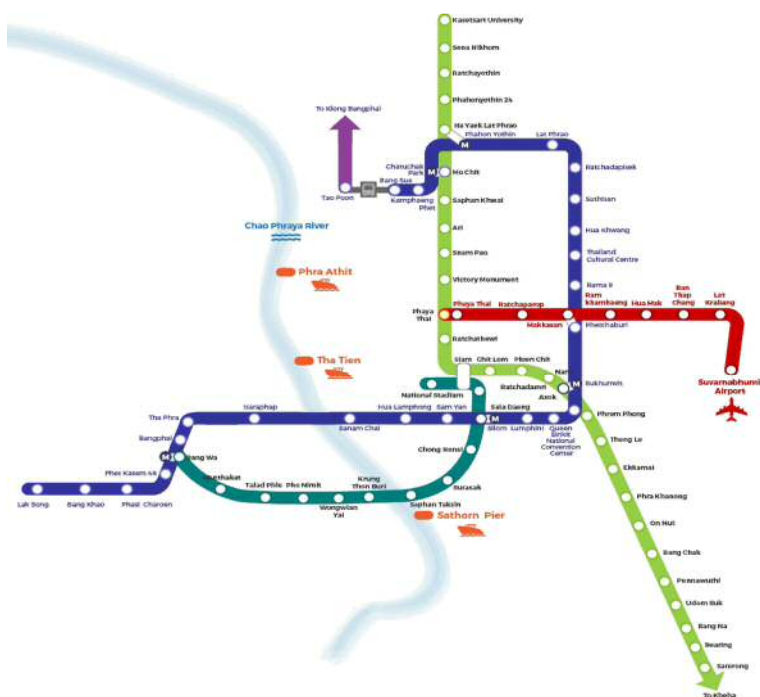 Kasetsart University
Sena Nikhom
Ratchayothin
Phahonyothin 24
To Klong Bangphai
Ha Yaek Lat Phrao
Phahon Yothin
Lat Phrao
Chatuchak
Park
M
Mo Chit
Ratchadapisek
Bang Sue
Tao Poon
Kamphaeng
Phet
Saphan Khwai
Sutthisan
Chao Phraya River
Ari
Hua Khwang
Snam Pao
Thailand
Cultural Centre
Phra Athit
Victory Monument
Rama 9
Phaya
Thai
Phaya Thai
Ratchaparop
Makkasan
Ram
khamhaeng
Hua Mak
Ban
Thap
Chang
Lat
Krabang
Phetchaburi
Ratchathewi
Tha Tien
Siam
Chit Lom
Phoen Chit
Nana
National Stadium
Ratchadamri
Asok
M
Sukhumvit
Suvarnabhumi
Airport
Tha Phra
Itsaraphap
Sanam Chai
Hua Lamphong
Sam Yan
Sala Daeng
M
Silom
Lumphini
Queen
Sirikit
National
Convention
Center
Phrom Phong
Bangphai
Thong Lo
Chong Nonsi
M
Bang Wa
Phet Kasem 48
Ekkamai
Talad Phlu
Pho Nimit
Krung
Thon Buri
Surasak
Phra Khanong
Lak Song
Bang Khae
Phasi Charoen
Wongwian
Yai
Saphan Taksin
Sathorn Pier
On Nut
Bang Chak
Punnawuthi
Udom Suk
Bang Na
Bearing
Samrong
To Kheha